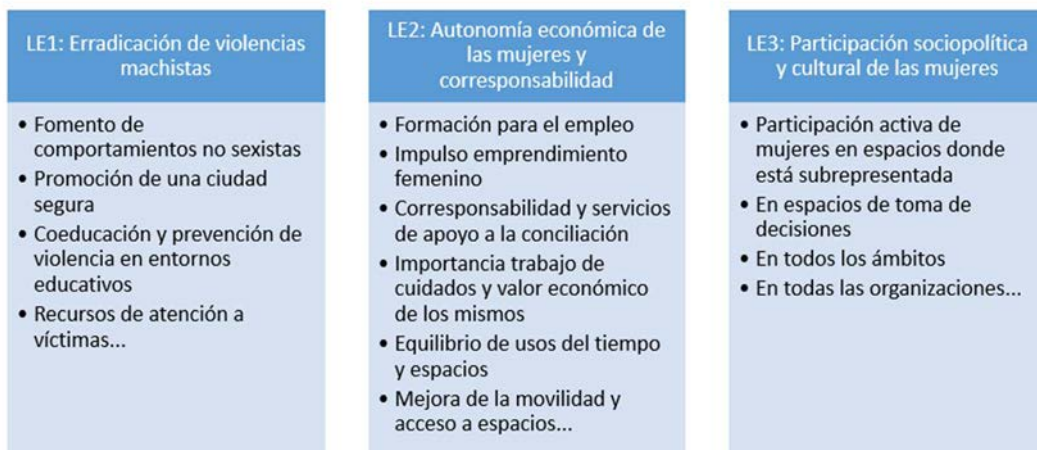 LE1: Erradicación de violencias
machistas
• Fomento de
comportamientos no sexistas
• Promoción de una ciudad
segura
• Coeducación y prevención de
violencia en entornos
educativos
• Recursos de atención a
víctimas...
LE2: Autonomía económica de
las mujeres y
corresponsabilidad
• Formación para el empleo
• Impulso emprendimiento
femenino
• Corresponsabilidad y servicios
de apoyo a la conciliación
• Importancia trabajo de
cuidados y valor económico
de los mismos
• Equilibrio de usos del tiempo
y espacios
• Mejora de la movilidad y
acceso a espacios...
LE3: Participación sociopolítica
y cultural de las mujeres
• Participación activa de
mujeres en espacios donde
está subrepresentada
• En espacios de toma de
decisiones
• En todos los ámbitos
• En todas las organizaciones...